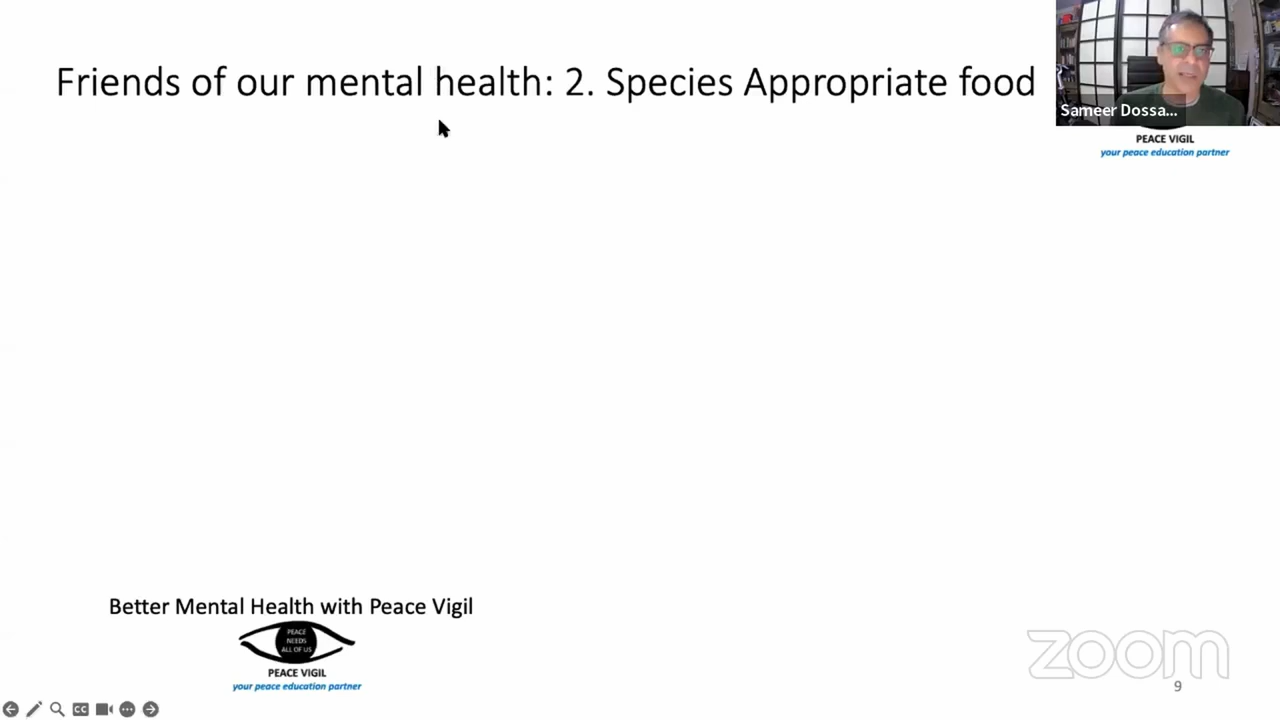 Friends of our mental health: 2. Species Appropriate food
Sameer Dossa...
PEACE VIGIL
your peace education partner
Better Mental Health with Peace Vigil
PEACE
NEEDS
ALL OF US
PEACE VIGIL
your peace education partner
zoom
9
CC